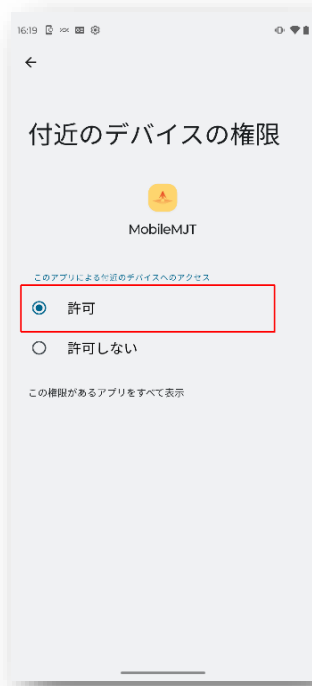 16:19
付近のデバイスの権限
MobileMJT
このアプリによる付近のデバイスへのアクセス
許可
許可しない
この権限があるアプリをすべて表示